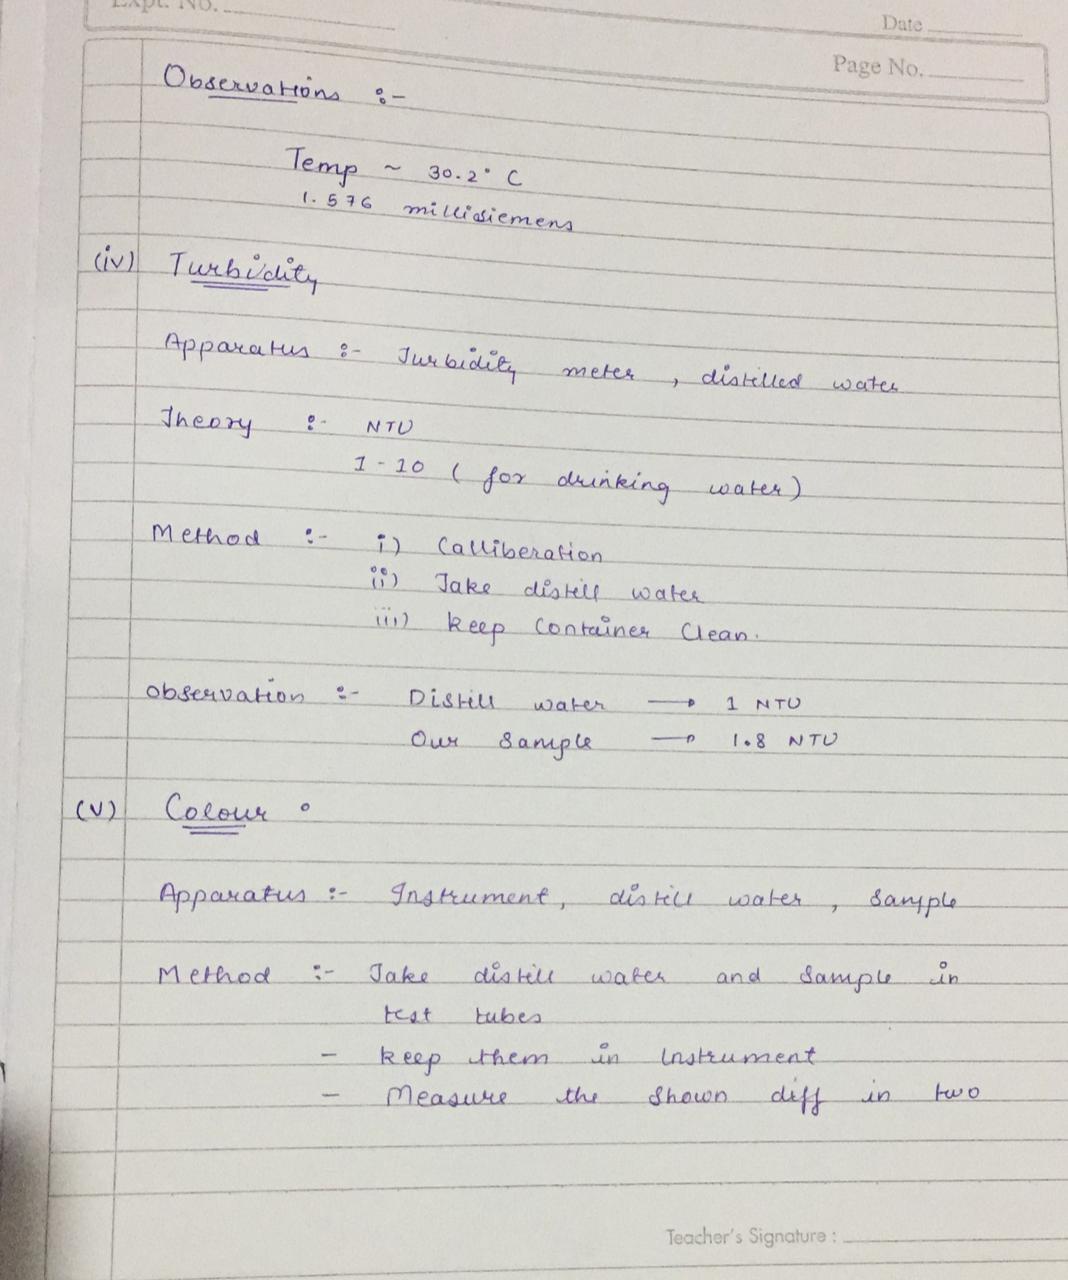 Expt. No.
Date
Page No.
Observations :-
Temp ~ 30.2° C
1.576 millisiemens
(iv) Turbidity
Apparatus :- Turbidity meter , distilled water
Theory :- NTU
1-10 ( for drinking water)
Method :- i) Calliberation
ii) Take distill water
iii) Keep Container Clean.
observation :- Distill water → 1 NTU
Our Sample → 1.8 NTU
(V) Colour :
Apparatus :- Instrument, distill water , sample
Method :- Take distill water and sample in
test tubes
- Keep them in Instrument
- Measure the shown diff in two
Teacher's Signature :